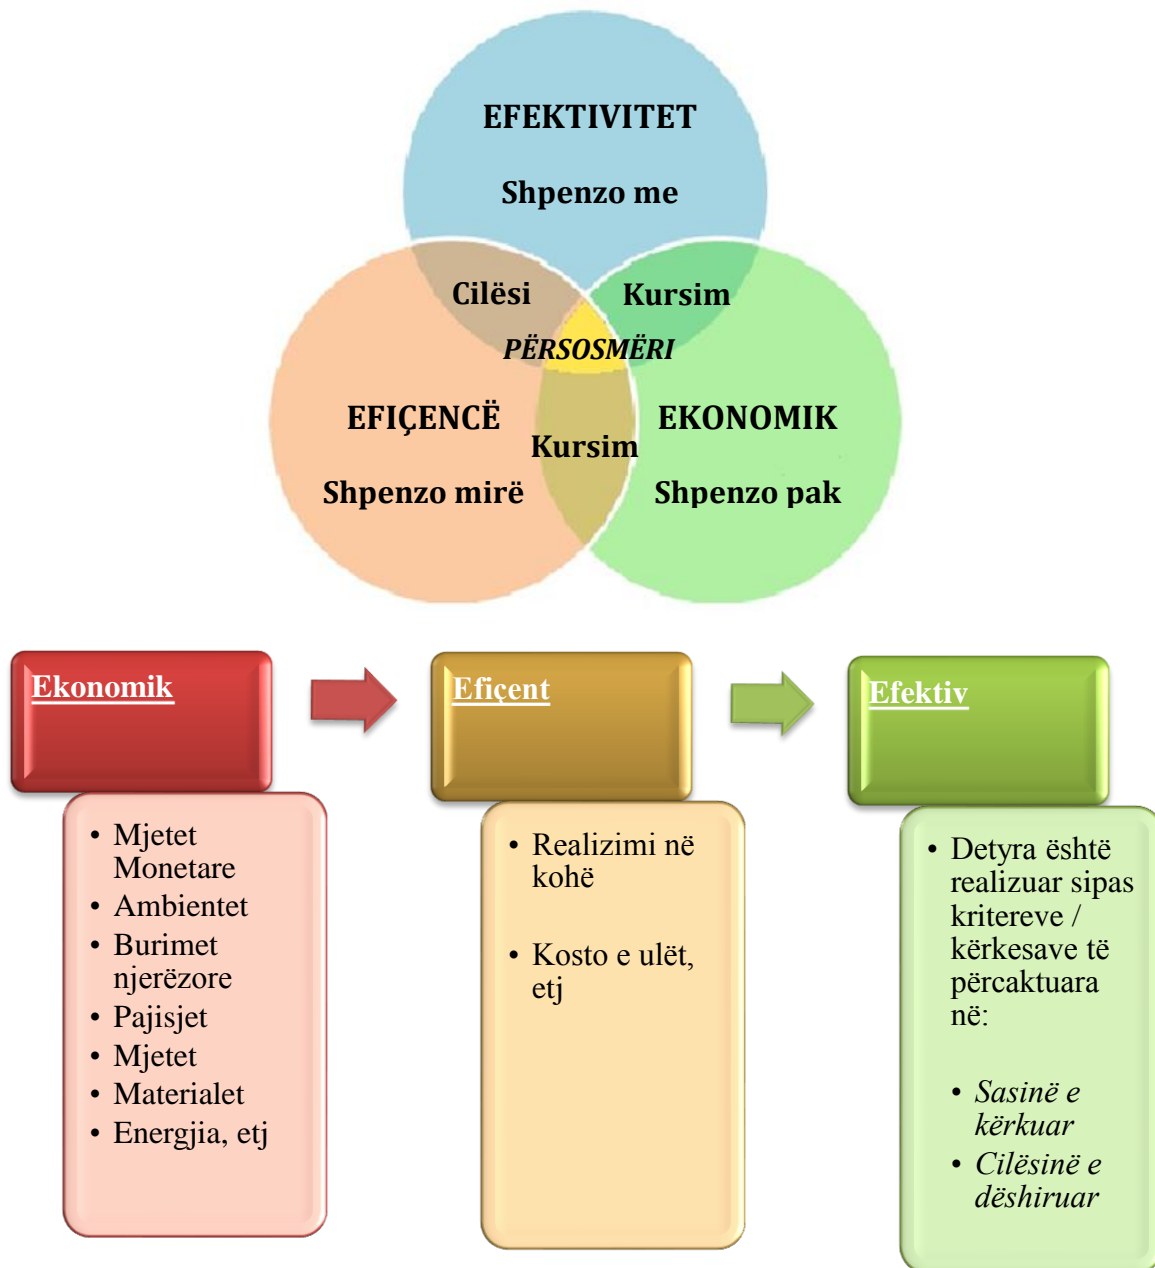 EFEKTIVITET
Shpenzo me
Cilësi
Kursim
PËRSOSMËRI
EFIÇENCË
EKONOMIK
Kursim
Shpenzo mirë
Shpenzo pak
Ekonomik
• Mjetet
Monetare
• Ambientet
• Burimet
njerëzore
• Pajisjet
• Mjetet
• Materialet
• Energjia, etj
Efiçent
• Realizimi në
kohë
• Kosto e ulët,
etj
Efektiv
• Detyra është
realizuar sipas
kritereve /
kërkesave të
përcaktuara
në:
• Sasinë e
kërkuar
• Cilësinë e
dëshiruar